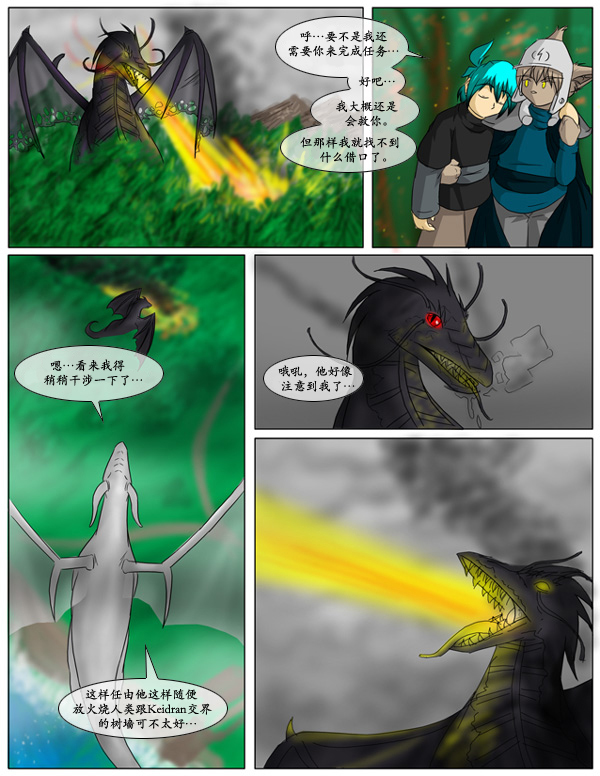 呼…要不是我还
需要你来完成任务…
好吧…
我大概还是
会救你。
但那样我就找不到
什么借口了。
嗯…看来我得
稍稍干涉一下了…
哦吼，他好像
注意到我了…
这样任由他这样随便
放火烧人类跟Keidran交界
的树墙可不太好…